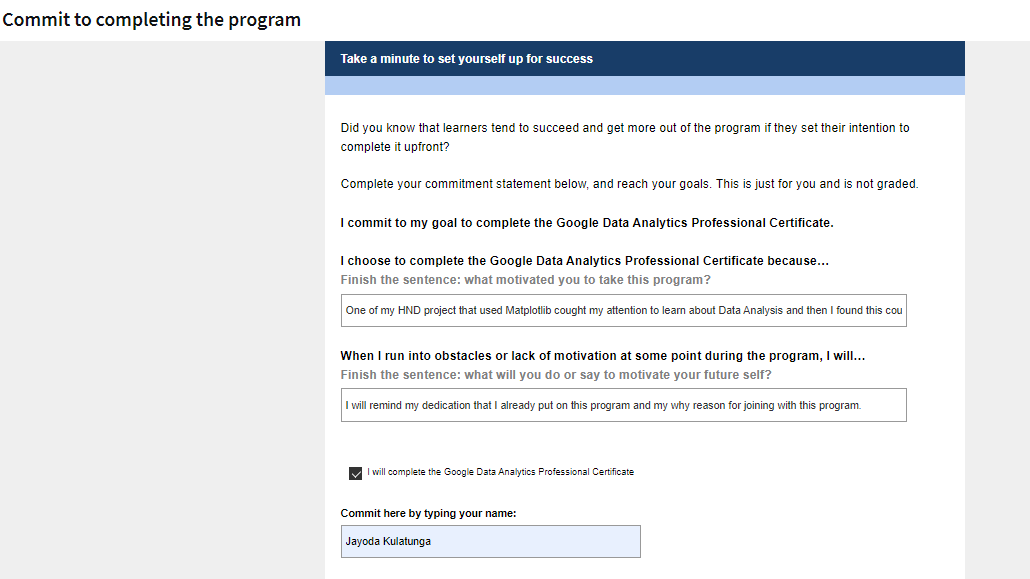 Commit to completing the program
Take a minute to set yourself up for success
Did you know that learners tend to succeed and get more out of the program if they set their intention to
complete it upfront?
Complete your commitment statement below, and reach your goals. This is just for you and is not graded.
I commit to my goal to complete the Google Data Analytics Professional Certificate.
I choose to complete the Google Data Analytics Professional Certificate because...
Finish the sentence: what motivated you to take this program?
One of my HND project that used Matplotlib cought my attention to learn about Data Analysis and then I found this cou
When I run into obstacles or lack of motivation at some point during the program, I will...
Finish the sentence: what will you do or say to motivate your future self?
I will remind my dedication that I already put on this program and my why reason for joining with this program.
I will complete the Google Data Analytics Professional Certificate
Commit here by typing your name:
Jayoda Kulatunga